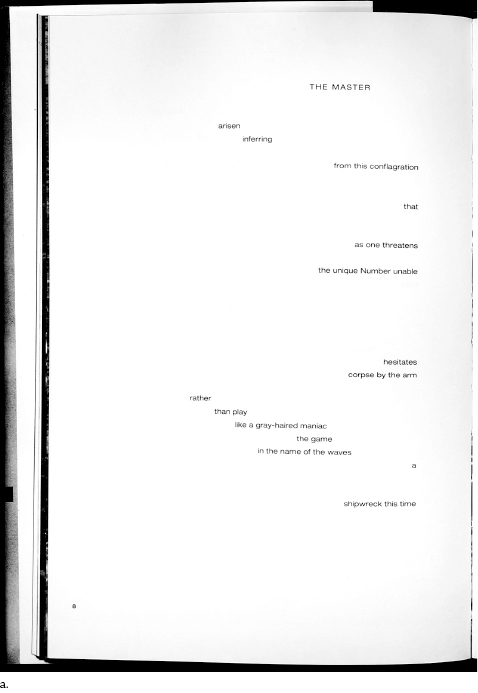 THE MASTER
arisen
inferring
from this conflagration
that
as one threatens
the unique Number unable
hesitates
corpse by the arm
rather
than play
like a gray-haired maniac
the game
in the name of the waves
a
shipwreck this time
8
a.